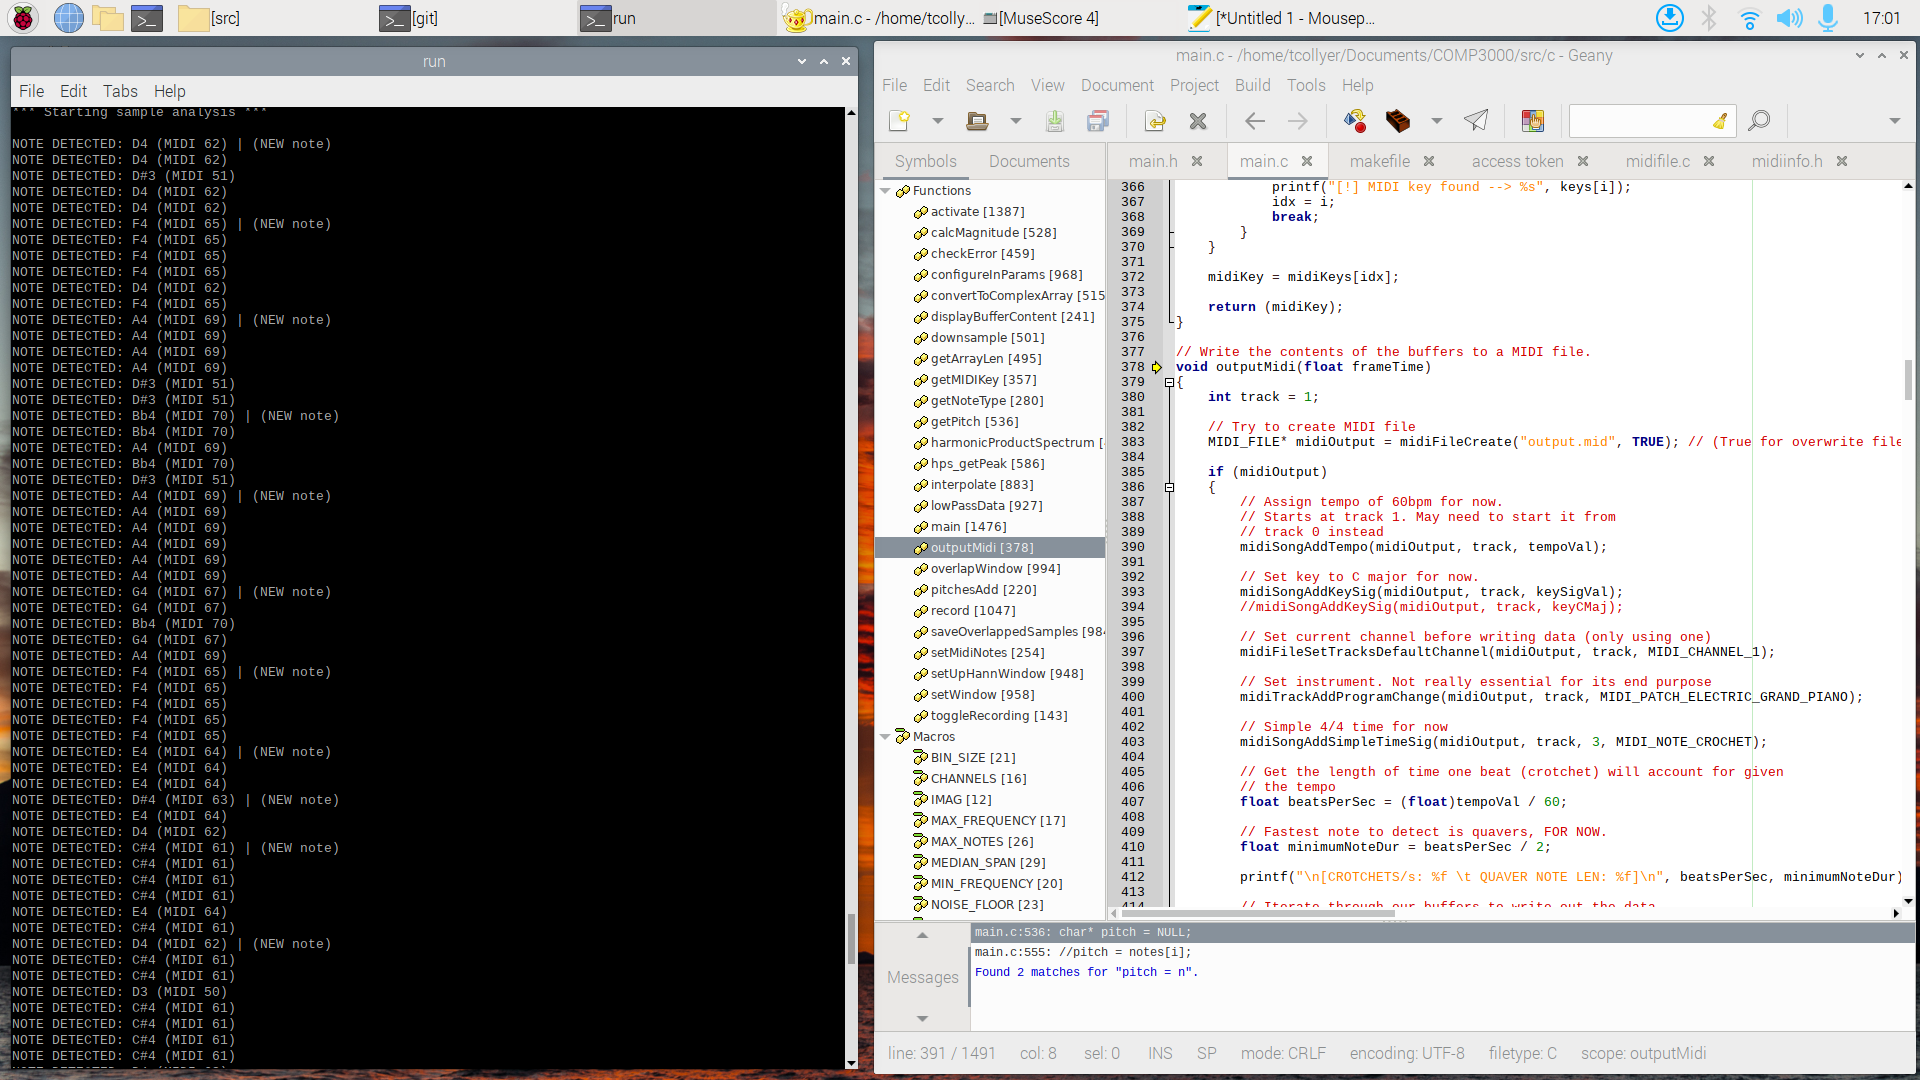 [src]
[git]
run
main.c - /home/tcolly...
[MuseScore 4]
[*Untitled 1 - Mousep...
17:01
run
File Edit Tabs Help
*** Starting sample analysis ***
NOTE DETECTED: D4 (MIDI 62) | (NEW note)
NOTE DETECTED: D4 (MIDI 62)
NOTE DETECTED: D#3 (MIDI 51)
NOTE DETECTED: D4 (MIDI 62)
NOTE DETECTED: D4 (MIDI 62)
NOTE DETECTED: F4 (MIDI 65) | (NEW note)
NOTE DETECTED: F4 (MIDI 65)
NOTE DETECTED: F4 (MIDI 65)
NOTE DETECTED: F4 (MIDI 65)
NOTE DETECTED: D4 (MIDI 62)
NOTE DETECTED: F4 (MIDI 65)
NOTE DETECTED: A4 (MIDI 69) | (NEW note)
NOTE DETECTED: A4 (MIDI 69)
NOTE DETECTED: A4 (MIDI 69)
NOTE DETECTED: A4 (MIDI 69)
NOTE DETECTED: D#3 (MIDI 51)
NOTE DETECTED: D#3 (MIDI 51)
NOTE DETECTED: Bb4 (MIDI 70) | (NEW note)
NOTE DETECTED: Bb4 (MIDI 70)
NOTE DETECTED: A4 (MIDI 69)
NOTE DETECTED: Bb4 (MIDI 70)
NOTE DETECTED: D#3 (MIDI 51)
NOTE DETECTED: A4 (MIDI 69) | (NEW note)
NOTE DETECTED: A4 (MIDI 69)
NOTE DETECTED: A4 (MIDI 69)
NOTE DETECTED: A4 (MIDI 69)
NOTE DETECTED: A4 (MIDI 69)
NOTE DETECTED: A4 (MIDI 69)
NOTE DETECTED: G4 (MIDI 67) | (NEW note)
NOTE DETECTED: G4 (MIDI 67)
NOTE DETECTED: Bb4 (MIDI 70)
NOTE DETECTED: G4 (MIDI 67)
NOTE DETECTED: A4 (MIDI 69)
NOTE DETECTED: F4 (MIDI 65) | (NEW note)
NOTE DETECTED: F4 (MIDI 65)
NOTE DETECTED: F4 (MIDI 65)
NOTE DETECTED: F4 (MIDI 65)
NOTE DETECTED: F4 (MIDI 65)
NOTE DETECTED: E4 (MIDI 64) | (NEW note)
NOTE DETECTED: E4 (MIDI 64)
NOTE DETECTED: E4 (MIDI 64)
NOTE DETECTED: D#4 (MIDI 63) | (NEW note)
NOTE DETECTED: E4 (MIDI 64)
NOTE DETECTED: D4 (MIDI 62)
NOTE DETECTED: C#4 (MIDI 61) | (NEW note)
NOTE DETECTED: C#4 (MIDI 61)
NOTE DETECTED: C#4 (MIDI 61)
NOTE DETECTED: C#4 (MIDI 61)
NOTE DETECTED: E4 (MIDI 64)
NOTE DETECTED: C#4 (MIDI 61)
NOTE DETECTED: D4 (MIDI 62) | (NEW note)
NOTE DETECTED: C#4 (MIDI 61)
NOTE DETECTED: C#4 (MIDI 61)
NOTE DETECTED: D3 (MIDI 50)
NOTE DETECTED: C#4 (MIDI 61)
NOTE DETECTED: C#4 (MIDI 61)
NOTE DETECTED: C#4 (MIDI 61)
NOTE DETECTED: C#4 (MIDI 61)
main.c - /home/tcollyer/Documents/COMP3000/src/c - Geany
File Edit Search View Document Project Build Tools Help
Symbols Documents
Functions
activate [1387]
calcMagnitude [528]
checkError [459]
configureInParams [968]
convertToComplexArray [515
displayBufferContent [241]
downsample [501]
getArrayLen [495]
getMIDIKey [357]
getNoteType [280]
getPitch [536]
harmonicProductSpectrum [
hps_getPeak [586]
interpolate [883]
lowPassData [927]
main [1476]
outputMidi [378]
overlapWindow [994]
pitchesAdd [220]
record [1047]
saveOverlappedSamples [984
setMidiNotes [254]
setUpHannWindow [948]
setWindow [958]
toggleRecording [143]
Macros
BIN_SIZE [21]
CHANNELS [16]
IMAG [12]
MAX_FREQUENCY [17]
MAX_NOTES [26]
MEDIAN_SPAN [29]
MIN_FREQUENCY [20]
NOISE_FLOOR [23]
main.h main.c makefile access token midifile.c midiinfo.h
366 printf("[!] MIDI key found --> %s", keys[i]);
367 idx = i;
368 break;
369 }
370 }
371
372 midiKey = midiKeys[idx];
373
374 return (midiKey);
375 }
376
377 // Write the contents of the buffers to a MIDI file.
378 void outputMidi(float frameTime)
379 {
380 int track = 1;
381
382 // Try to create MIDI file
383 MIDI_FILE* midiOutput = midiFileCreate("output.mid", TRUE); // (True for overwrite file
384
385 if (midiOutput)
386 {
387 // Assign tempo of 60bpm for now.
388 // Starts at track 1. May need to start it from
389 // track 0 instead
390 midiSongAddTempo(midiOutput, track, tempoVal);
391
392 // Set key to C major for now.
393 midiSongAddKeySig(midiOutput, track, keySigVal);
394 //midiSongAddKeySig(midiOutput, track, keyCMaj);
395
396 // Set current channel before writing data (only using one)
397 midiFileSetTracksDefaultChannel(midiOutput, track, MIDI_CHANNEL_1);
398
399 // Set instrument. Not really essential for its end purpose
400 midiTrackAddProgramChange(midiOutput, track, MIDI_PATCH_ELECTRIC_GRAND_PIANO);
401
402 // Simple 4/4 time for now
403 midiSongAddSimpleTimeSig(midiOutput, track, 3, MIDI_NOTE_CROCHET);
404
405 // Get the length of time one beat (crotchet) will account for given
406 // the tempo
407 float beatsPerSec = (float)tempoVal / 60;
408
409 // Fastest note to detect is quavers, FOR NOW.
410 float minimumNoteDur = beatsPerSec / 2;
411
412 printf("\n[CROTCHETS/s: %f \t QUAVER NOTE LEN: %f]\n", beatsPerSec, minimumNoteDur)
413
414 // Iterate through our buffers to write out the data
Messages
main.c:536: char* pitch = NULL;
main.c:555: //pitch = notes[i];
Found 2 matches for "pitch = n".
line: 391 / 1491 col: 8 sel: 0 INS SP mode: CRLF encoding: UTF-8 filetype: C scope: outputMidi